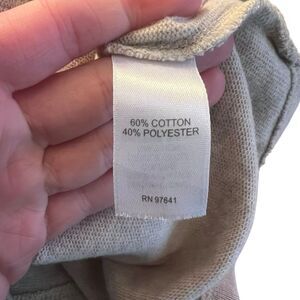 60% COTTON
40% POLYESTER
RN 97641